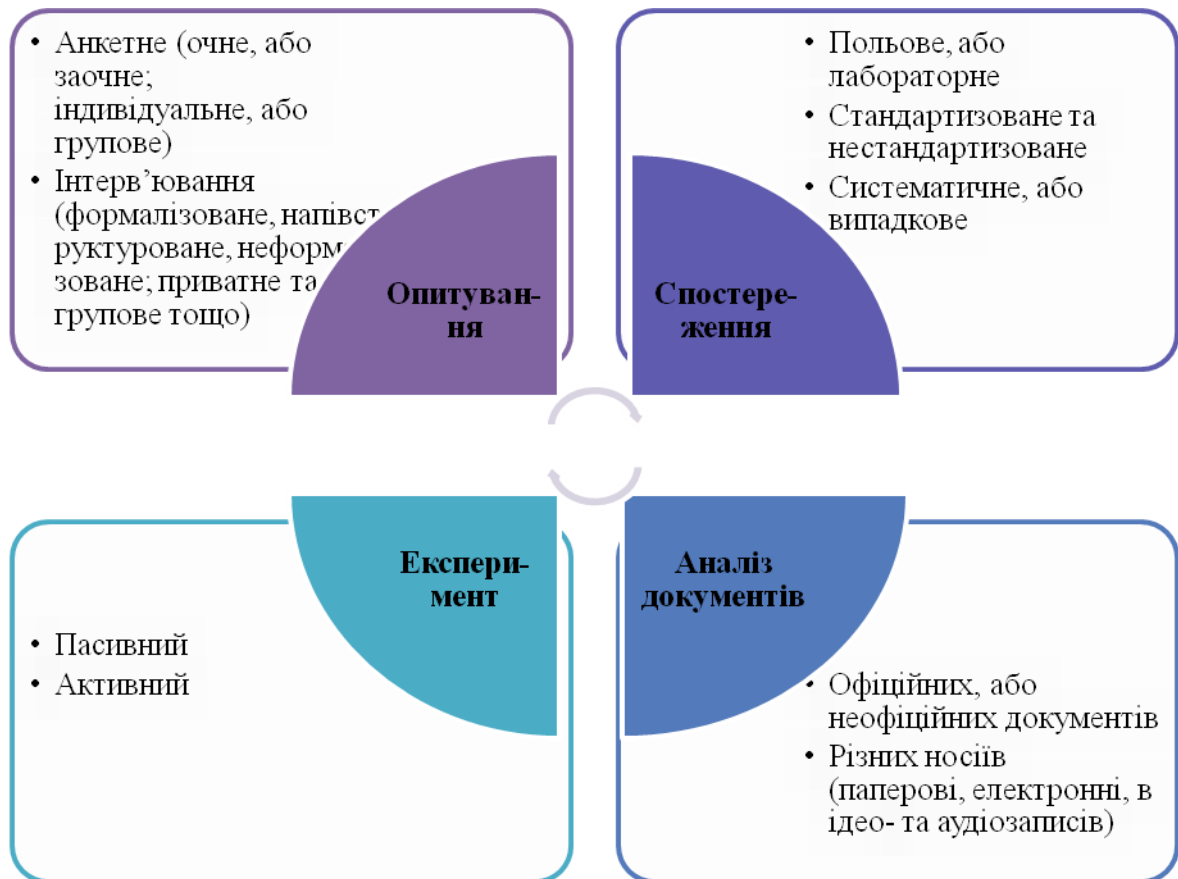 • Анкетне (очне, або
заочне;
індивідуальне, або
групове)
• Інтерв’ювання
(формалізоване, напівст
руктуроване, неформ
зоване; приватне та
групове тощо)
Опитуван-
ня
• Польове, або
лабораторне
• Стандартизоване та
нестандартизоване
• Систематичне, або
випадкове
Спостере-
ження
Експери-
мент
• Пасивний
• Активний
Аналіз
документів
• Офіційних, або
неофіційних документів
• Різних носіїв
(паперові, електронні, в
ідео- та аудіозаписів)